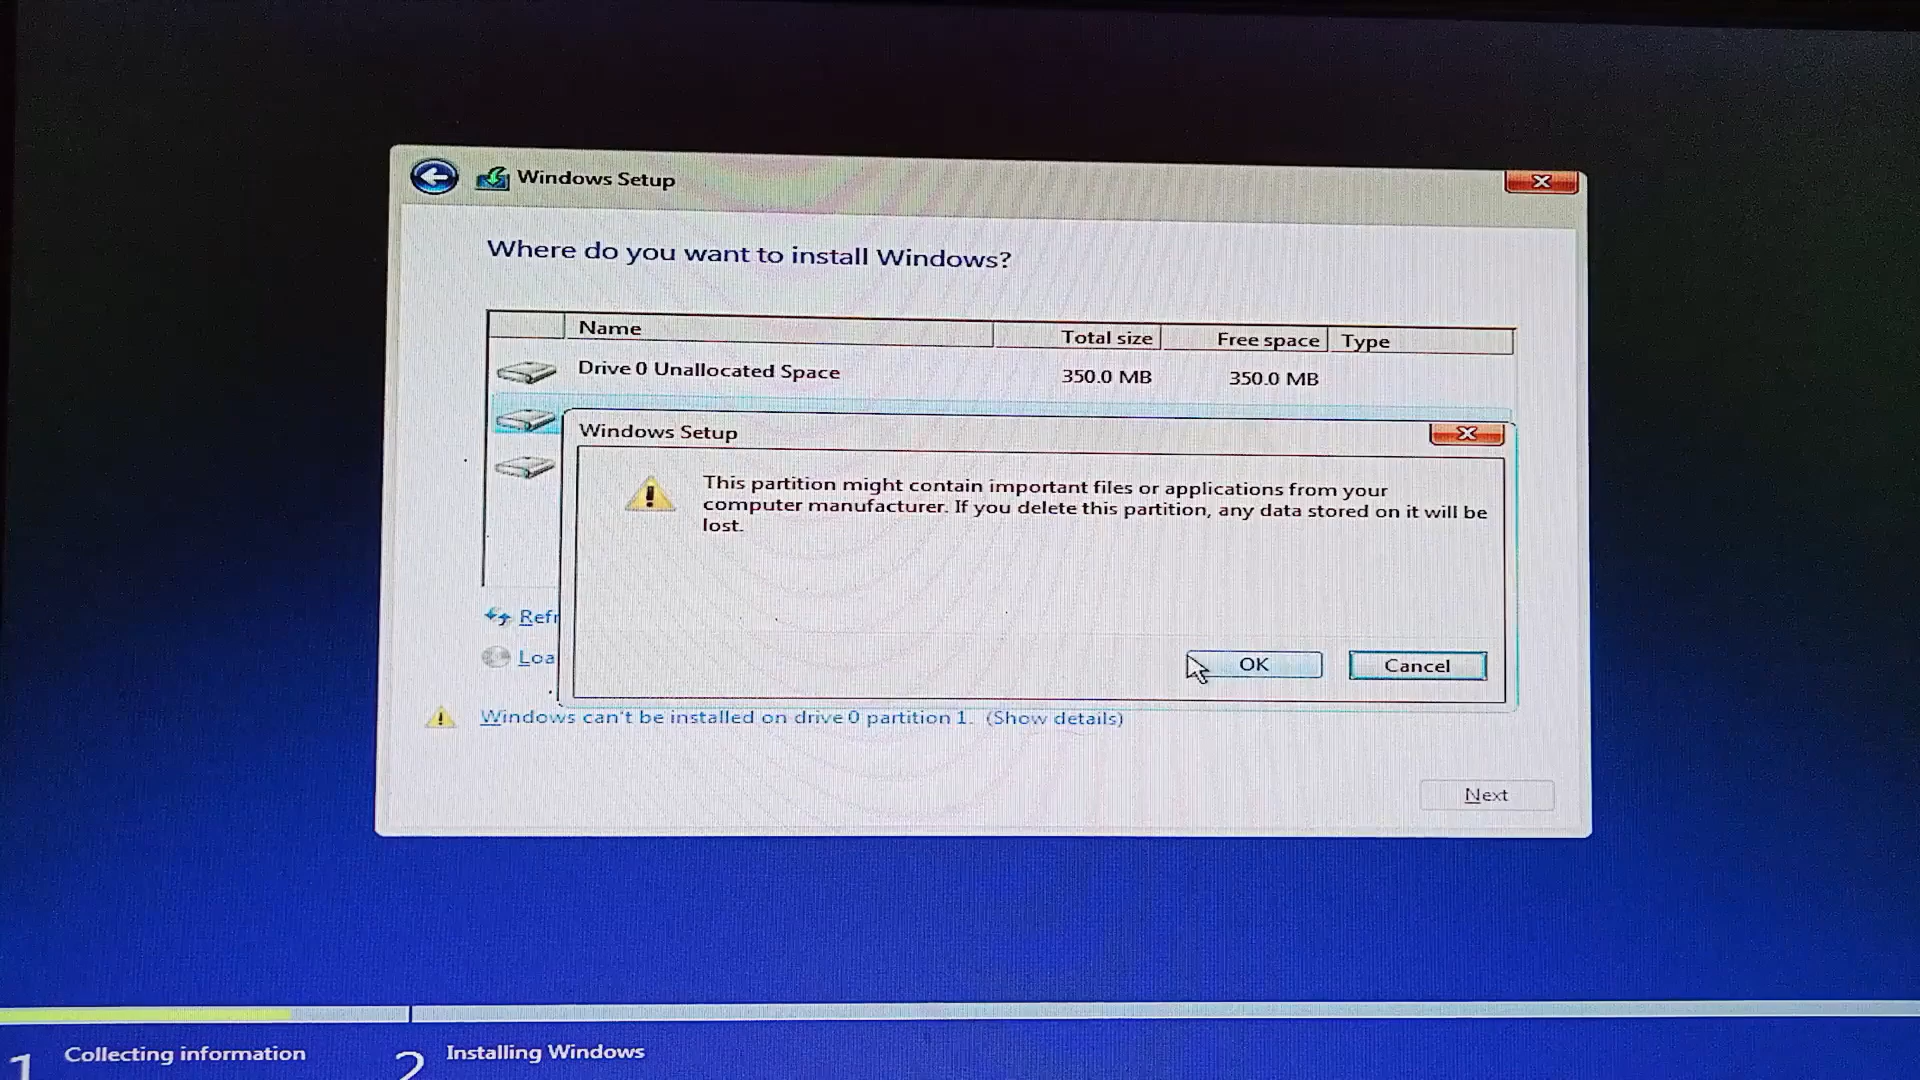 Windows Setup
Where do you want to install Windows?
Name Total size Free space Type
Drive 0 Unallocated Space 350.0 MB 350.0 MB
Windows Setup
This partition might contain important files or applications from your
computer manufacturer. If you delete this partition, any data stored on it will be
lost.
OK Cancel
Refr
Loa
Windows can't be installed on drive 0 partition 1. (Show details)
Next
1 Collecting information 2 Installing Windows